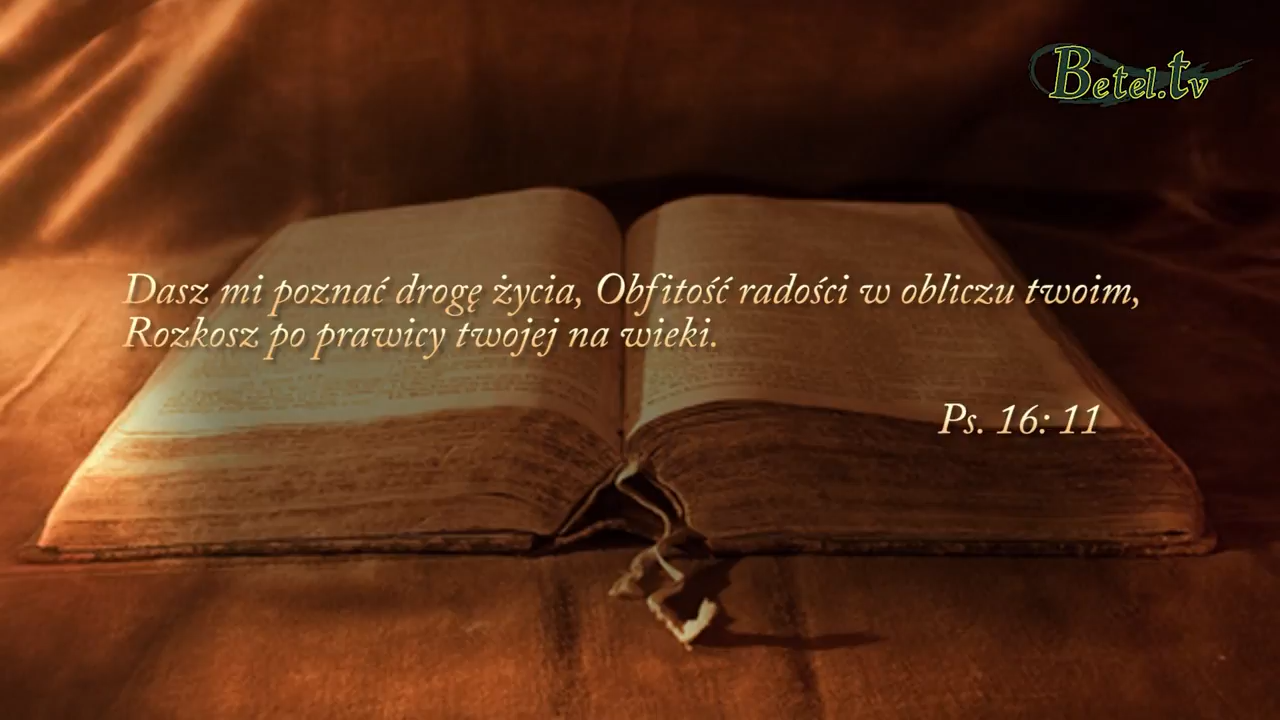 Betel.tv
Dasz mi poznać drogę życia, Obfitość radości w obliczu twoim,
Rozkosz po prawicy twojej na wieki.
Ps. 16: 11